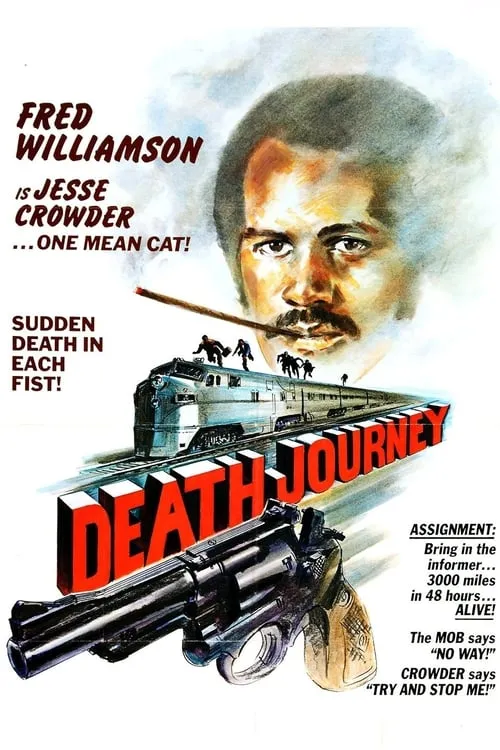 FRED
WILLIAMSON
IS JESSE
CROWDER
...ONE MEAN CAT!
SUDDEN
DEATH IN
EACH
FIST!
DEATH JOURNEY
ASSIGNMENT:
Bring in the
informer...
3000 miles
in 48 hours...
ALIVE!
The MOB says
"NO WAY!"
CROWDER says
"TRY AND STOP ME!"